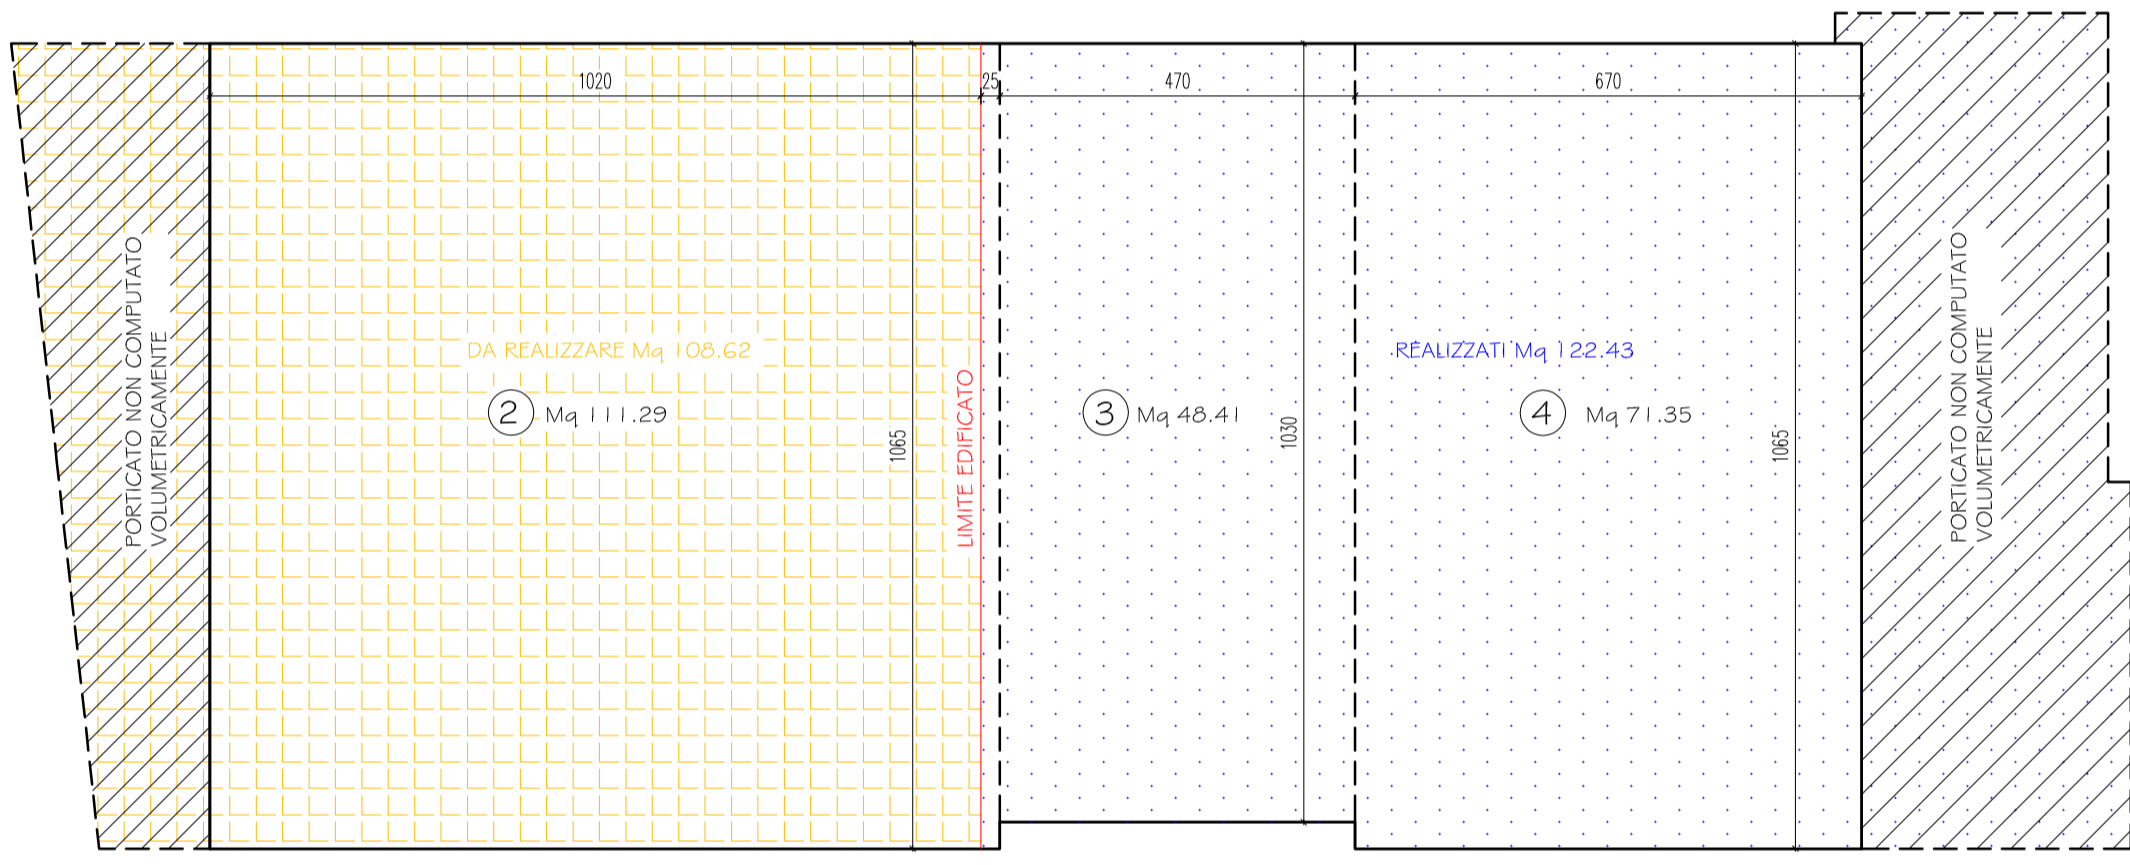 1020
25
470
670
PORTICATO NON COMPUTATO
VOLUMETRICAMENTE
DA REALIZZARE Mq 108.62
2 Mq 111.29
1065
LIMITE EDIFICATO
3 Mq 48.41
1030
REALIZZATI Mq 122.43
4 Mq 71.35
1065
PORTICATO NON COMPUTATO
VOLUMETRICAMENTE